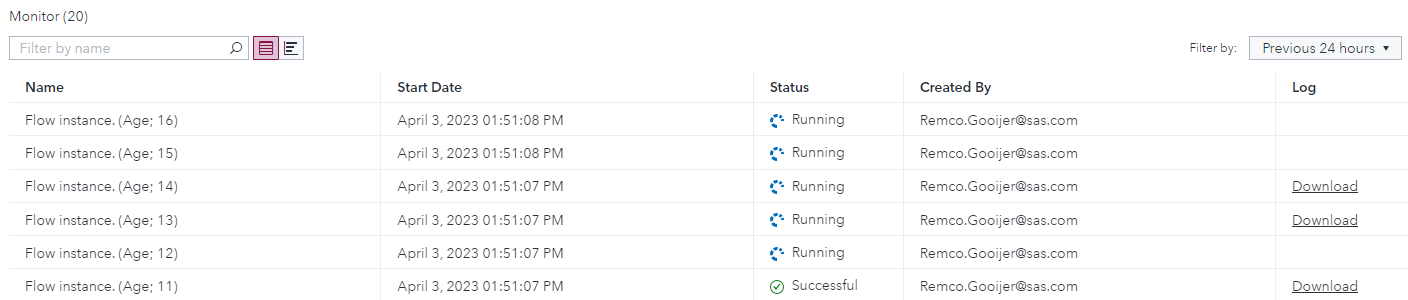 Monitor (20)
Filter by name
Filter by: Previous 24 hours
Name Start Date Status Created By Log
Flow instance. (Age; 16) April 3, 2023 01:51:08 PM Running Remco.Gooijer@sas.com
Flow instance. (Age; 15) April 3, 2023 01:51:08 PM Running Remco.Gooijer@sas.com
Flow instance. (Age; 14) April 3, 2023 01:51:07 PM Running Remco.Gooijer@sas.com Download
Flow instance. (Age; 13) April 3, 2023 01:51:07 PM Running Remco.Gooijer@sas.com Download
Flow instance. (Age; 12) April 3, 2023 01:51:07 PM Running Remco.Gooijer@sas.com
Flow instance. (Age; 11) April 3, 2023 01:51:07 PM Successful Remco.Gooijer@sas.com Download